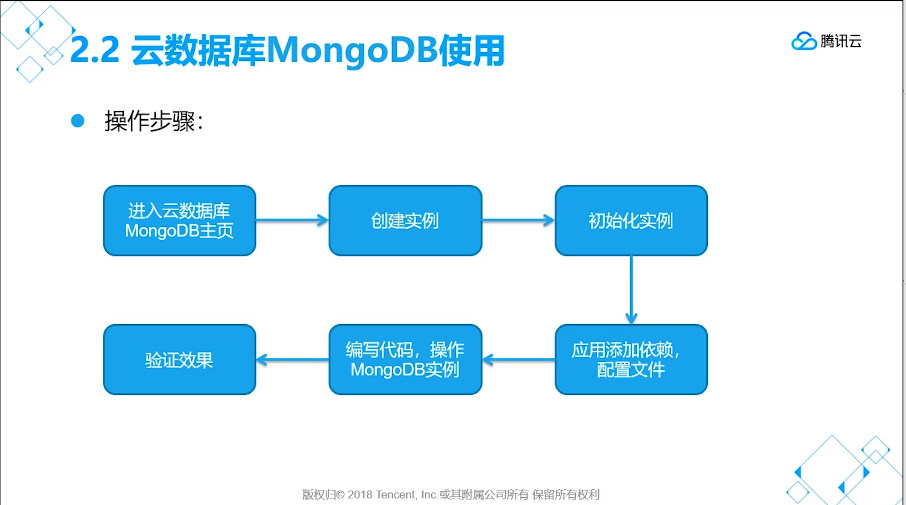 2.2 云数据库MongoDB使用
腾讯云
操作步骤：
进入云数据库
MongoDB主页
创建实例
初始化实例
应用添加依赖，
配置文件
编写代码，操作
MongoDB实例
验证效果
版权归© 2018 Tencent, Inc.或其附属公司所有 保留所有权利